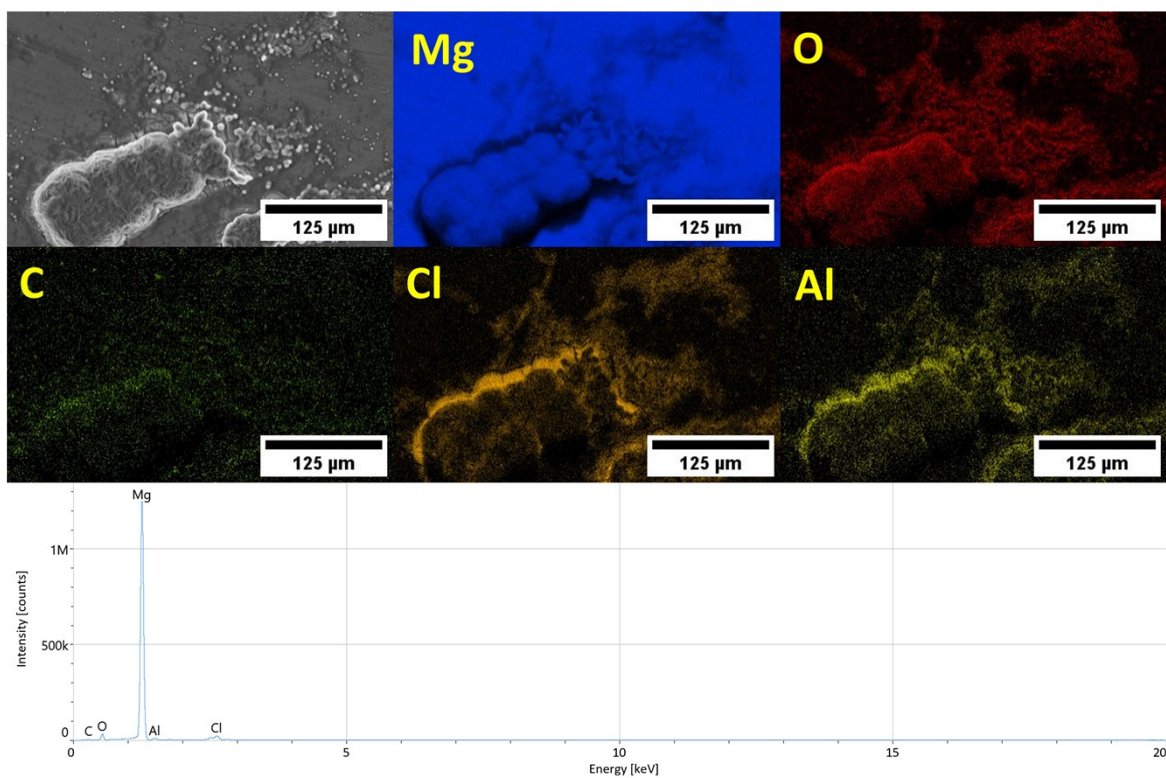 Mg
O
125 µm
125 µm
125 µm
C
Cl
Al
125 µm
125 µm
125 µm
Mg
1M
Intensity [counts]
500k
C
O
Al
Cl
0
0
5
10
15
20
Energy [keV]